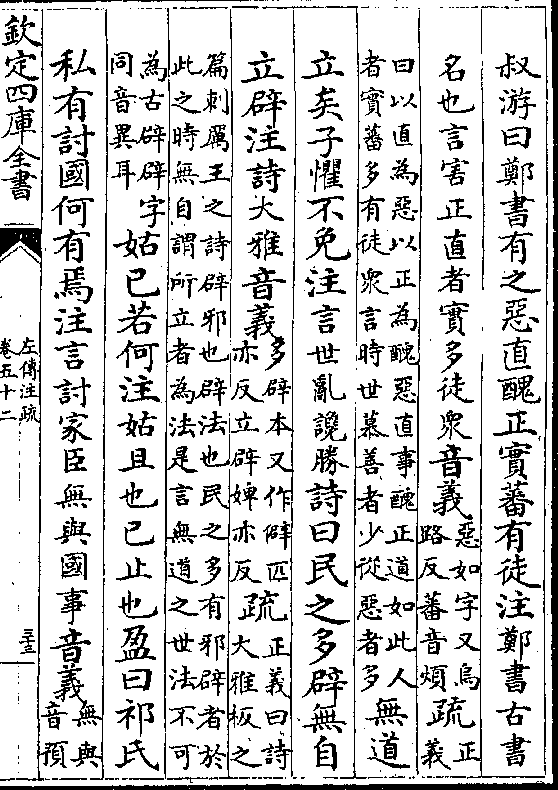 叔游曰鄭書有之惡直醜正實蕃有徒注鄭書古書
名也言害正直者實多徒衆音義惡如字又烏路反蕃音煩疏正義
曰以直為惡以正為醜惡直事醜正道如此人
者實蕃多有徒衆言時世慕善者少從惡者多無道
立矣子懼不免注言世亂讒勝詩曰民之多辟無自
立辟注詩大雅音義多辟本又作僻匹亦反立辟婢亦反疏正義曰詩大雅板之
篇刺厲王之詩辟邪也辟法也民之多有邪辟者於
此之時無自謂所立者為法是言無道之世法不可
為古辟辟字同音異耳姑已若何注姑且也已止也盈曰祁氏
私有討國何有焉注言討家臣無與國事音義無與音預
欽定四庫全書
左傳注疏
卷五十二
三十三